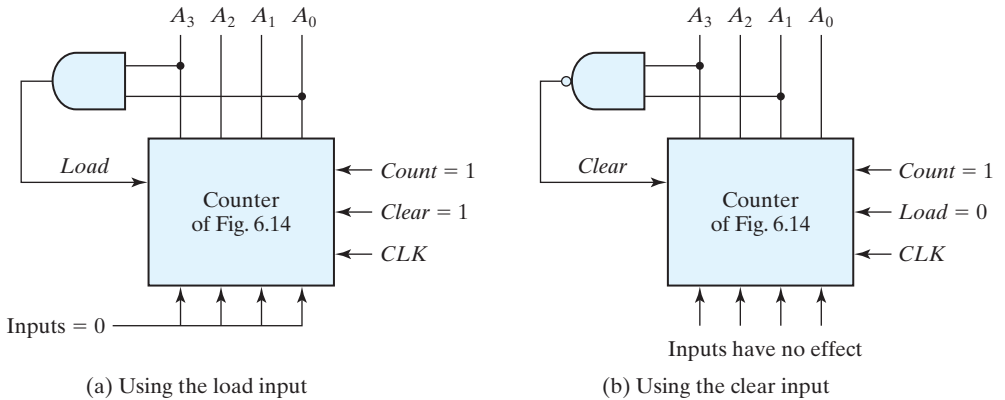 A3 A2 A1 A0
Load
Counter
of Fig. 6.14
Count = 1
Clear = 1
CLK
Inputs = 0
(a) Using the load input
A3 A2 A1 A0
Clear
Counter
of Fig. 6.14
Count = 1
Load = 0
CLK
Inputs have no effect
(b) Using the clear input